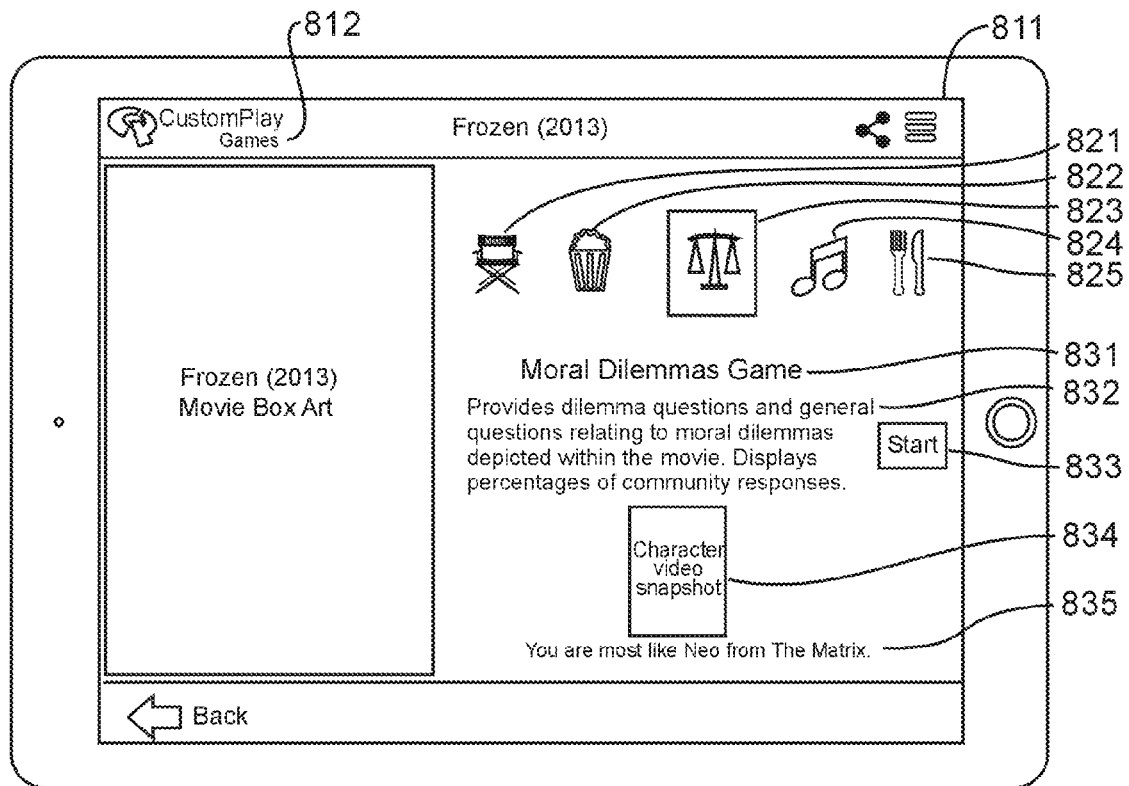 812
811
CustomPlay
Games
Frozen (2013)
821
822
823
824
825
Frozen (2013)
Movie Box Art
Moral Dilemmas Game
831
Provides dilemma questions and general
832
questions relating to moral dilemmas
depicted within the movie. Displays
percentages of community responses.
Start
833
Character
video
snapshot
834
835
You are most like Neo from The Matrix.
Back